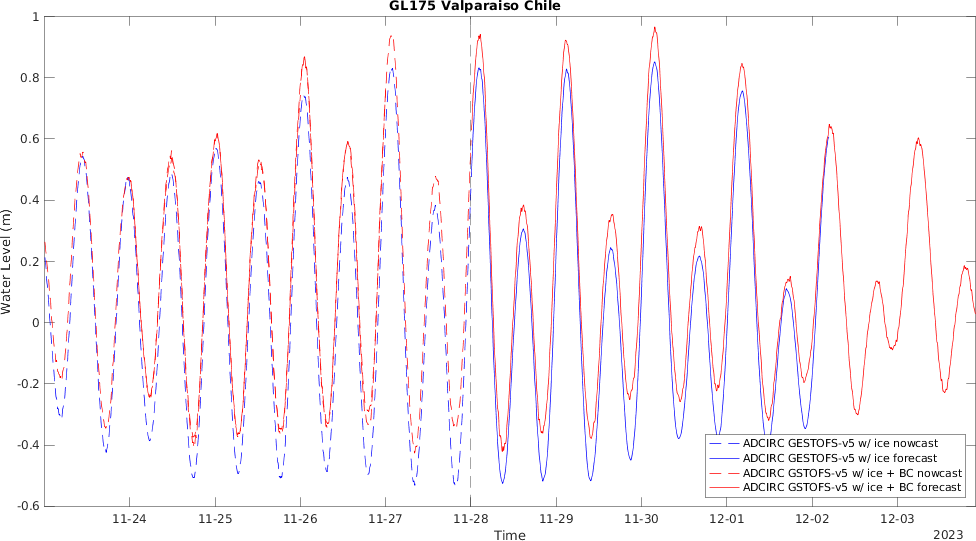 GL175 Valparaiso Chile
1
0.8
0.6
0.4
0.2
0
-0.2
-0.4
-0.6
Water Level (m)
11-24 11-25 11-26 11-27 11-28 11-29 11-30 12-01 12-02 12-03
Time
2023
ADCIRC GESTOFS-v5 w/ ice nowcast
ADCIRC GESTOFS-v5 w/ ice forecast
ADCIRC GSTOFS-v5 w/ ice + BC nowcast
ADCIRC GSTOFS-v5 w/ ice + BC forecast